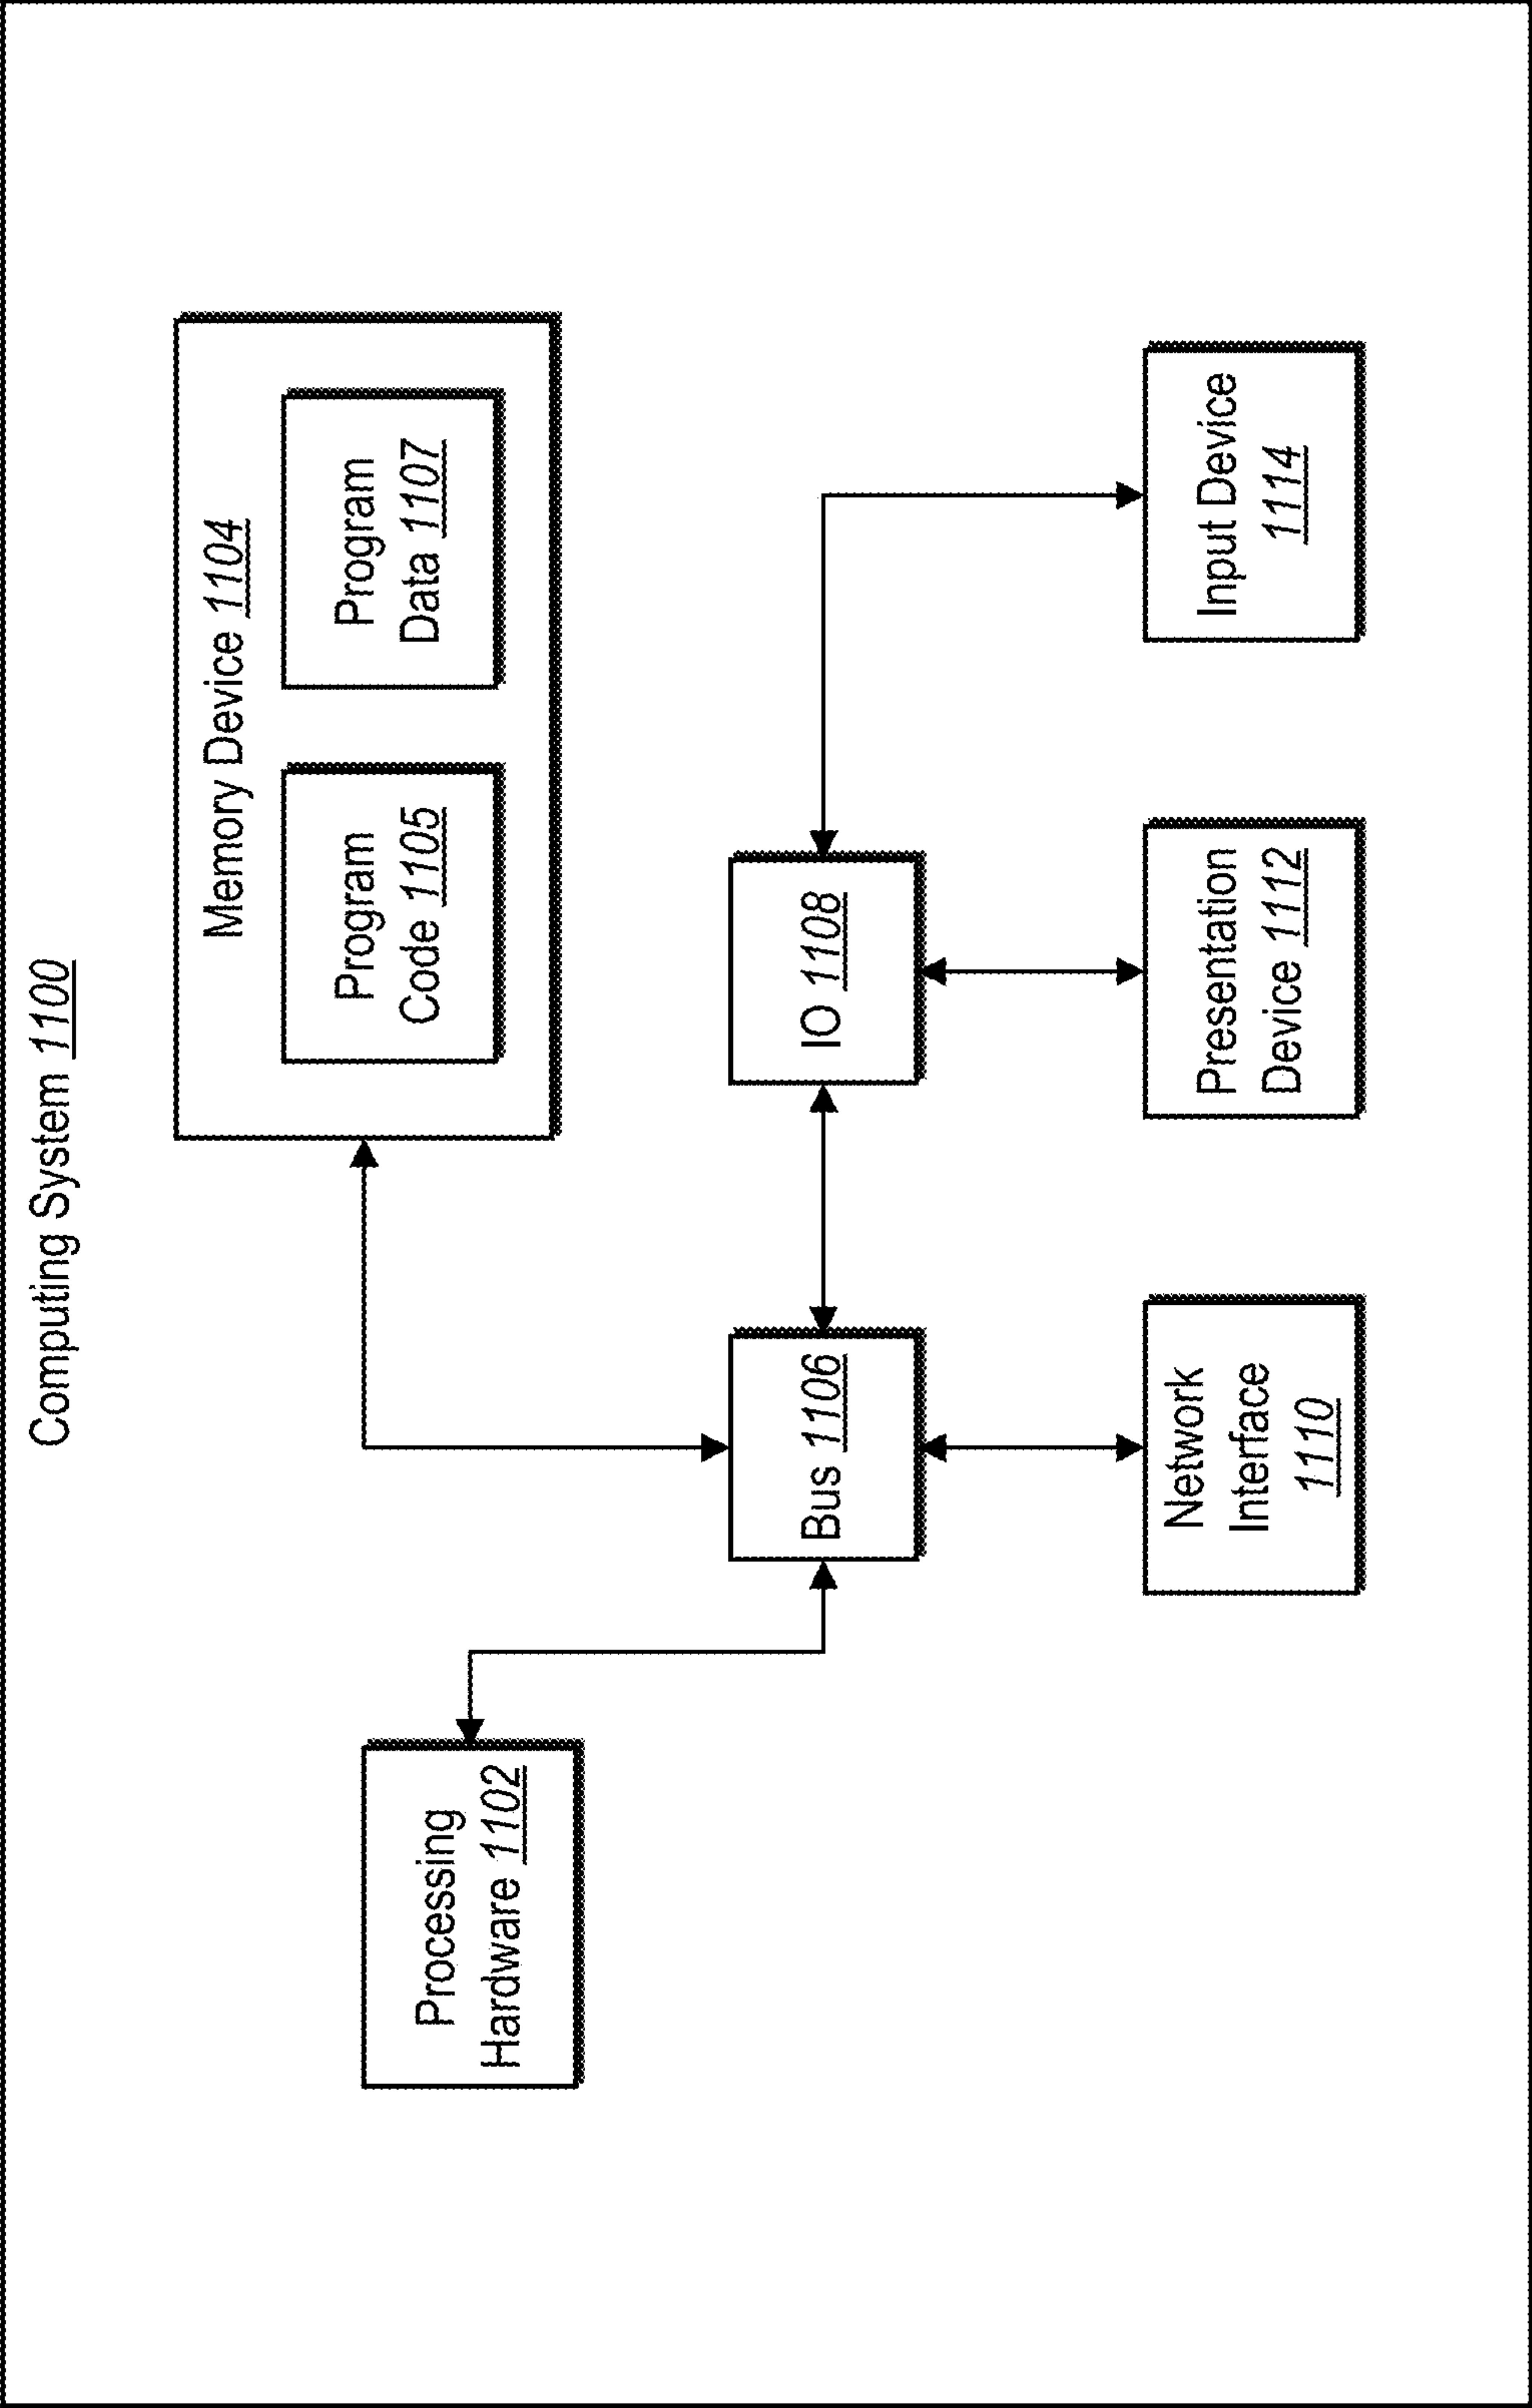 Computing System 1100
Memory Device 1104
Program
Code 1105
Program
Data 1107
Processing
Hardware 1102
Bus 1106
IO 1108
Network
Interface
1110
Presentation
Device 1112
Input Device
1114